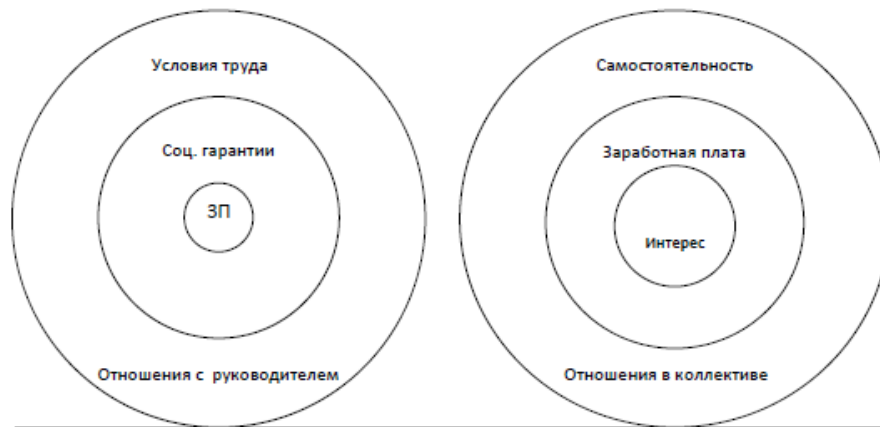 Условия труда
Соц. гарантии
ЗП
Отношения с руководителем
Самостоятельность
Заработная плата
Интерес
Отношения в коллективе